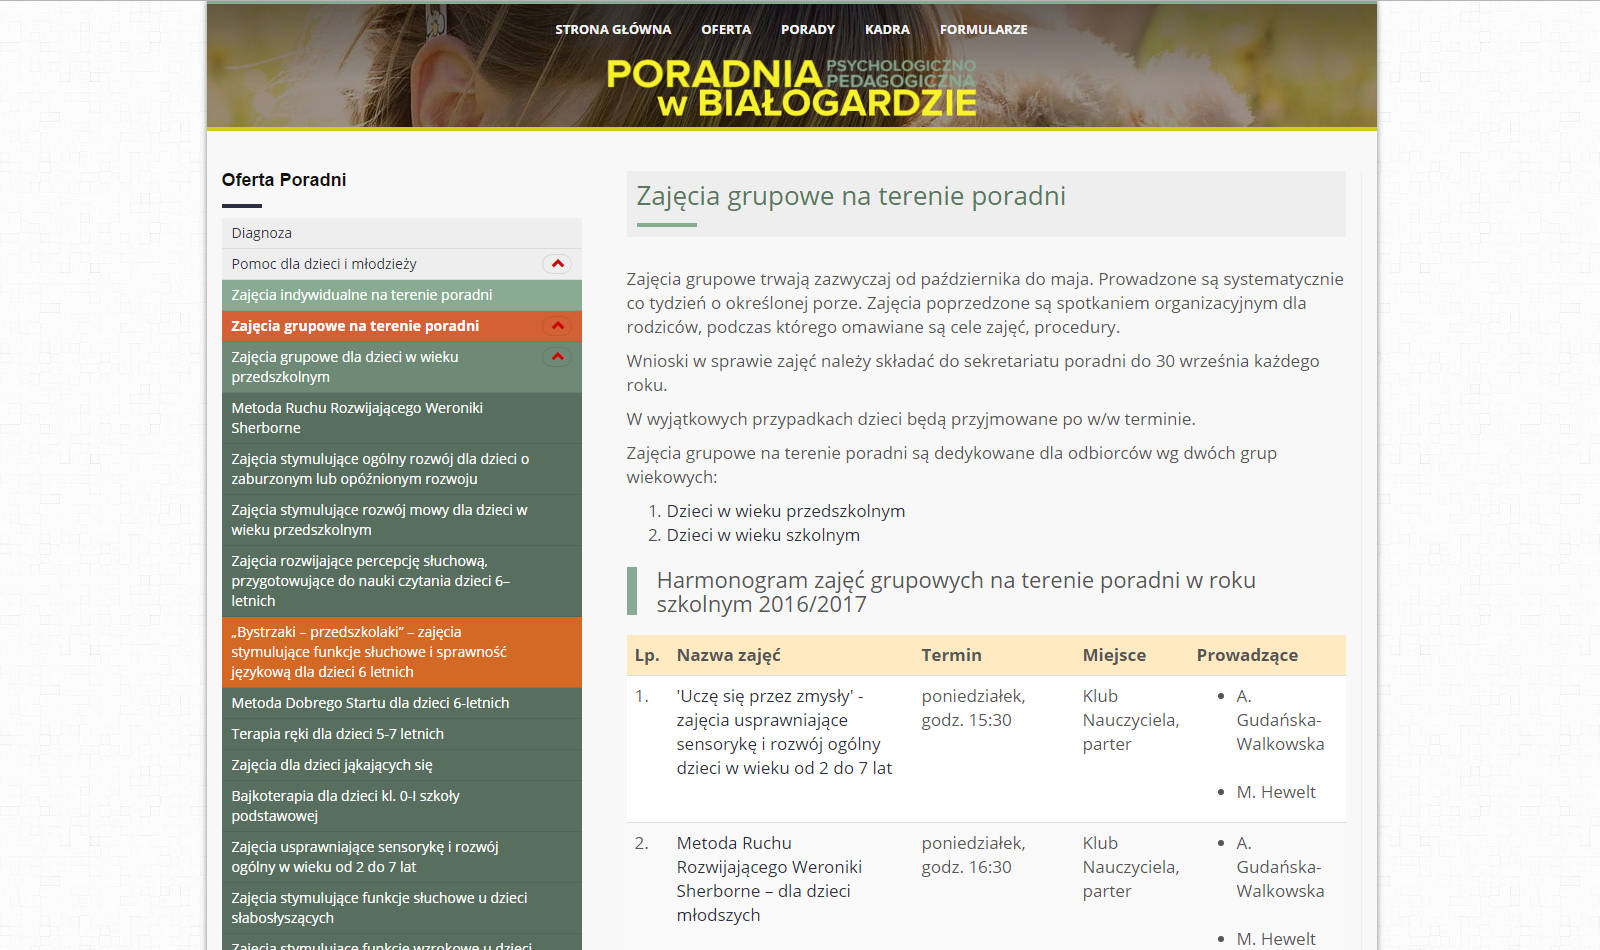 STRONA GŁÓWNA OFERTA PORADY KADRA FORMULARZE
PORADNIA PSYCHOLOGICZNO PEDAGOGICZNA
w BIAŁOGARDZIE
Oferta Poradni
Diagnoza
Pomoc dla dzieci i młodzieży
Zajęcia indywidualne na terenie poradni
Zajęcia grupowe na terenie poradni
Zajęcia grupowe dla dzieci w wieku
przedszkolnym
Metoda Ruchu Rozwijającego Weroniki
Sherborne
Zajęcia stymulujące ogólny rozwój dla dzieci o
zaburzonym lub opóźnionym rozwoju
Zajęcia stymulujące rozwój mowy dla dzieci w
wieku przedszkolnym
Zajęcia rozwijające percepcję słuchową,
przygotowujące do nauki czytania dzieci 6–
letnich
„Bystrzaki – przedszkolaki” – zajęcia
stymulujące funkcje słuchowe i sprawność
językową dla dzieci 6 letnich
Metoda Dobrego Startu dla dzieci 6-letnich
Terapia ręki dla dzieci 5-7 letnich
Zajęcia dla dzieci jąkających się
Bajkoterapia dla dzieci kl. 0-I szkoły
podstawowej
Zajęcia usprawniające sensorykę i rozwój
ogólny w wieku od 2 do 7 lat
Zajęcia stymulujące funkcje słuchowe u dzieci
słabosłyszących
Zajęcia stymulujące funkcje wzrokowe u dzieci
Zajęcia grupowe na terenie poradni
Zajęcia grupowe trwają zazwyczaj od października do maja. Prowadzone są systematycznie
co tydzień o określonej porze. Zajęcia poprzedzone są spotkaniem organizacyjnym dla
rodziców, podczas którego omawiane są cele zajęć, procedury.
Wnioski w sprawie zajęć należy składać do sekretariatu poradni do 30 września każdego
roku.
W wyjątkowych przypadkach dzieci będą przyjmowane po w/w terminie.
Zajęcia grupowe na terenie poradni są dedykowane dla odbiorców wg dwóch grup
wiekowych:
1. Dzieci w wieku przedszkolnym
2. Dzieci w wieku szkolnym
Harmonogram zajęć grupowych na terenie poradni w roku
szkolnym 2016/2017
Lp. Nazwa zajęć Termin Miejsce Prowadzące
1. 'Uczę się przez zmysły' - poniedziałek, Klub • A.
zajęcia usprawniające godz. 15:30 Nauczyciela, Gudańska-
sensorykę i rozwój ogólny parter Walkowska
dzieci w wieku od 2 do 7 lat
• M. Hewelt
2. Metoda Ruchu poniedziałek, Klub • A.
Rozwijającego Weroniki godz. 16:30 Nauczyciela, Gudańska-
Sherborne – dla dzieci parter Walkowska
młodszych
• M. Hewelt